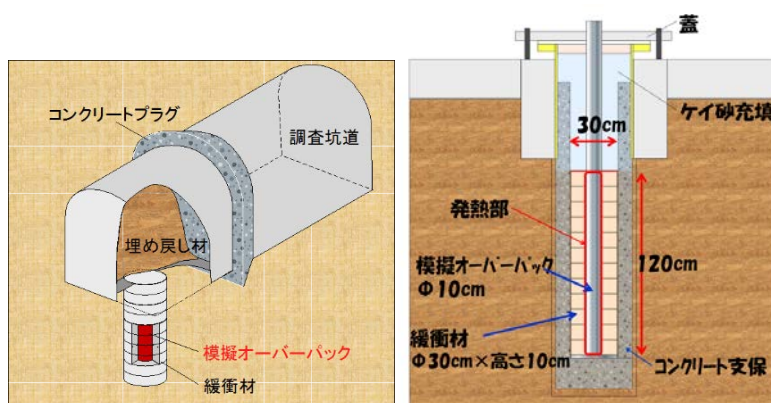 コンクリートプラグ
調査坑道
埋め戻し材
模擬オーバーパック
緩衝材
蓋
ケイ砂充填
30cm
発熱部
模擬オーバーパック
Φ10cm
120cm
緩衝材
Φ30cm×高さ10cm
コンクリート支保